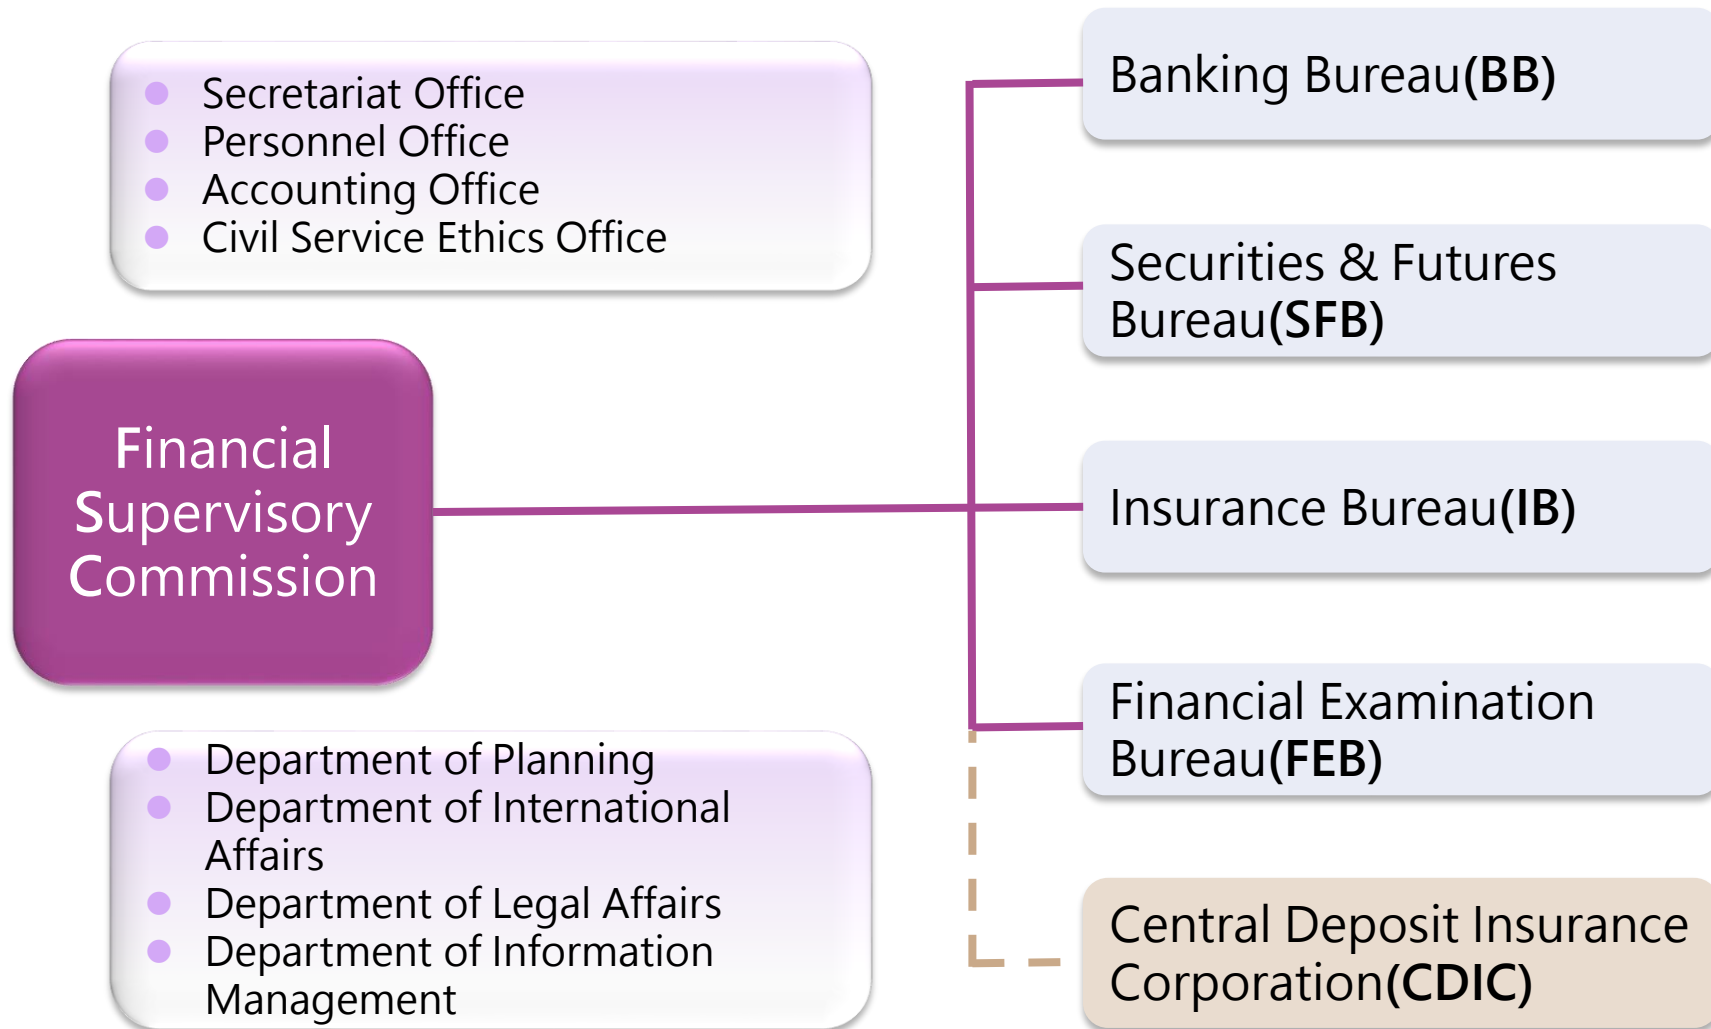 Secretariat Office
Personnel Office
Accounting Office
Civil Service Ethics Office
Financial
Supervisory
Commission
Department of Planning
Department of International
Affairs
Department of Legal Affairs
Department of Information
Management
Banking Bureau(BB)
Securities & Futures
Bureau(SFB)
Insurance Bureau(IB)
Financial Examination
Bureau(FEB)
Central Deposit Insurance
Corporation(CDIC)